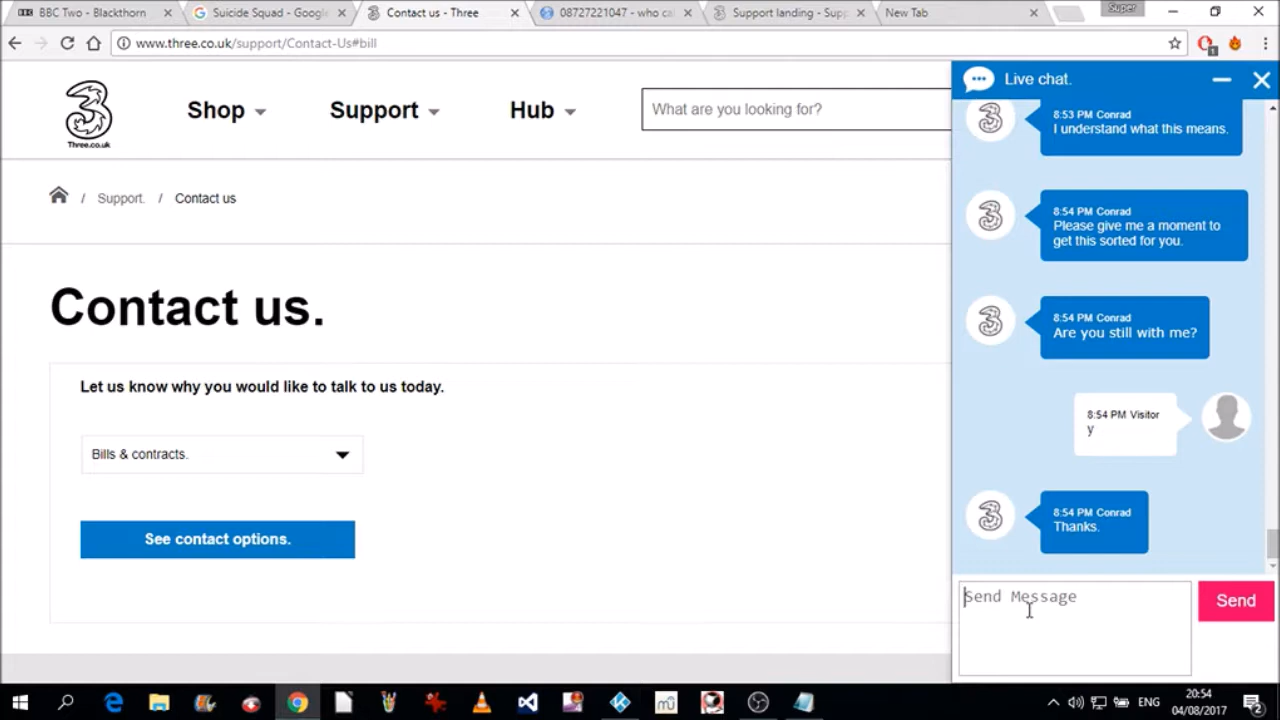 BBC Two - Blackthorn
Suicide Squad - Googl
Contact us - Three
08727221047 - who cal
Support landing - Supp
New Tab
Super
www.three.co.uk/support/Contact-Us#bill
1
Three.co.uk
Shop
Support
Hub
What are you looking for?
/ Support. / Contact us
Contact us.
Let us know why you would like to talk to us today.
Bills & contracts.
See contact options.
Live chat.
8:53 PM Conrad
I understand what this means.
8:54 PM Conrad
Please give me a moment to
get this sorted for you.
8:54 PM Conrad
Are you still with me?
8:54 PM Visitor
y
8:54 PM Conrad
Thanks.
Send Message
Send
ENG
20:54
04/08/2017
2